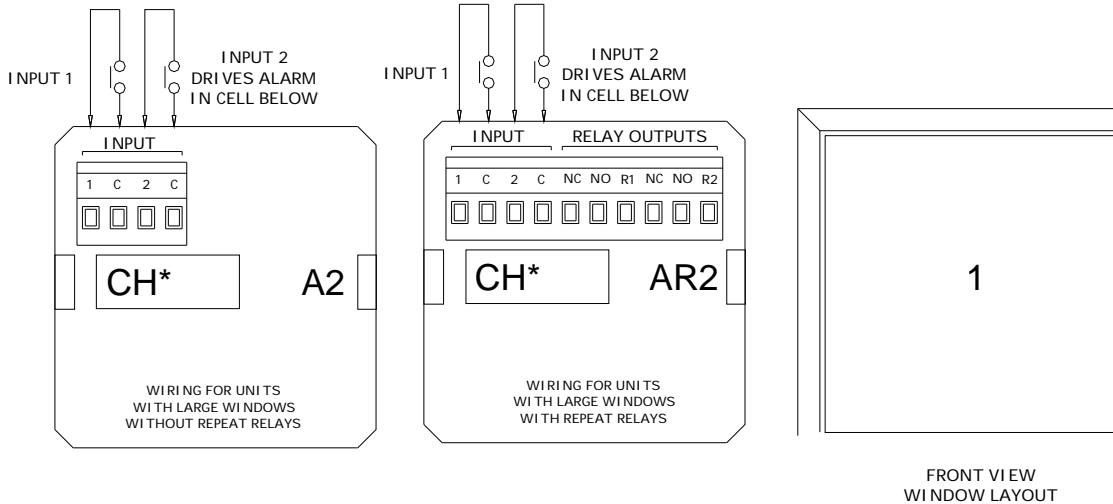 INPUT 1
INPUT 2
DRIVES ALARM
IN CELL BELOW
INPUT
1 C 2 C
CH*
A2
WIRING FOR UNITS
WITH LARGE WINDOWS
WITHOUT REPEAT RELAYS
INPUT 1
INPUT 2
DRIVES ALARM
IN CELL BELOW
INPUT
RELAY OUTPUTS
1 C 2 C NC NO R1 NC NO R2
CH*
AR2
WIRING FOR UNITS
WITH LARGE WINDOWS
WITH REPEAT RELAYS
1
FRONT VIEW
WINDOW LAYOUT